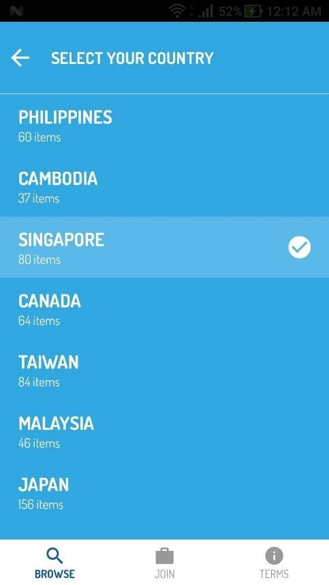 52% 12:12 AM
SELECT YOUR COUNTRY
PHILIPPINES
60 items
CAMBODIA
37 items
SINGAPORE
80 items
CANADA
64 items
TAIWAN
84 items
MALAYSIA
46 items
JAPAN
156 items
BROWSE JOIN TERMS